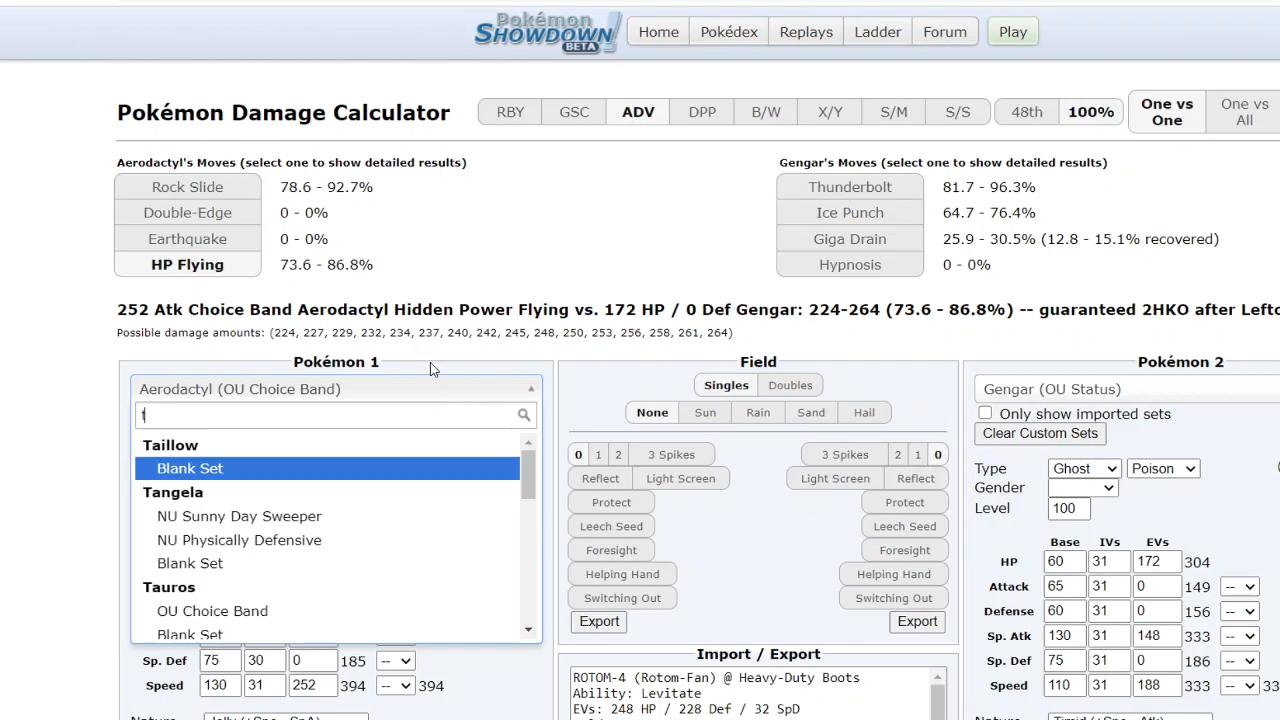 Pokémon
SHOWDOWN!
BETA
Home Pokédex Replays Ladder Forum Play
Pokémon Damage Calculator RBY GSC ADV DPP B/W X/Y S/M S/S 48th 100% One vs One One vs All
Aerodactyl's Moves (select one to show detailed results)
Rock Slide 78.6 - 92.7%
Double-Edge 0 - 0%
Earthquake 0 - 0%
HP Flying 73.6 - 86.8%
Gengar's Moves (select one to show detailed results)
Thunderbolt 81.7 - 96.3%
Ice Punch 64.7 - 76.4%
Giga Drain 25.9 - 30.5% (12.8 - 15.1% recovered)
Hypnosis 0 - 0%
252 Atk Choice Band Aerodactyl Hidden Power Flying vs. 172 HP / 0 Def Gengar: 224-264 (73.6 - 86.8%) -- guaranteed 2HKO after Lefto
Possible damage amounts: (224, 227, 229, 232, 234, 237, 240, 242, 245, 248, 250, 253, 256, 258, 261, 264)
Pokémon 1
Aerodactyl (OU Choice Band)
t
Taillow
Blank Set
Tangela
NU Sunny Day Sweeper
NU Physically Defensive
Blank Set
Tauros
OU Choice Band
Blank Set
Sp. Def 75 30 0 185 --
Speed 130 31 252 394 -- 394
Field
Singles Doubles
None Sun Rain Sand Hail
0 1 2 3 Spikes 3 Spikes 2 1 0
Reflect Light Screen Light Screen Reflect
Protect Protect
Leech Seed Leech Seed
Foresight Foresight
Helping Hand Helping Hand
Switching Out Switching Out
Export Export
Import / Export
ROTOM-4 (Rotom-Fan) @ Heavy-Duty Boots
Ability: Levitate
EVs: 248 HP / 228 Def / 32 SpD
Pokémon 2
Gengar (OU Status)
Only show imported sets
Clear Custom Sets
Type Ghost Poison
Gender
Level 100
Base IVs EVs
HP 60 31 172 304
Attack 65 31 0 149 --
Defense 60 31 0 156 --
Sp. Atk 130 31 148 333 --
Sp. Def 75 31 0 186 --
Speed 110 31 188 333 -- 33